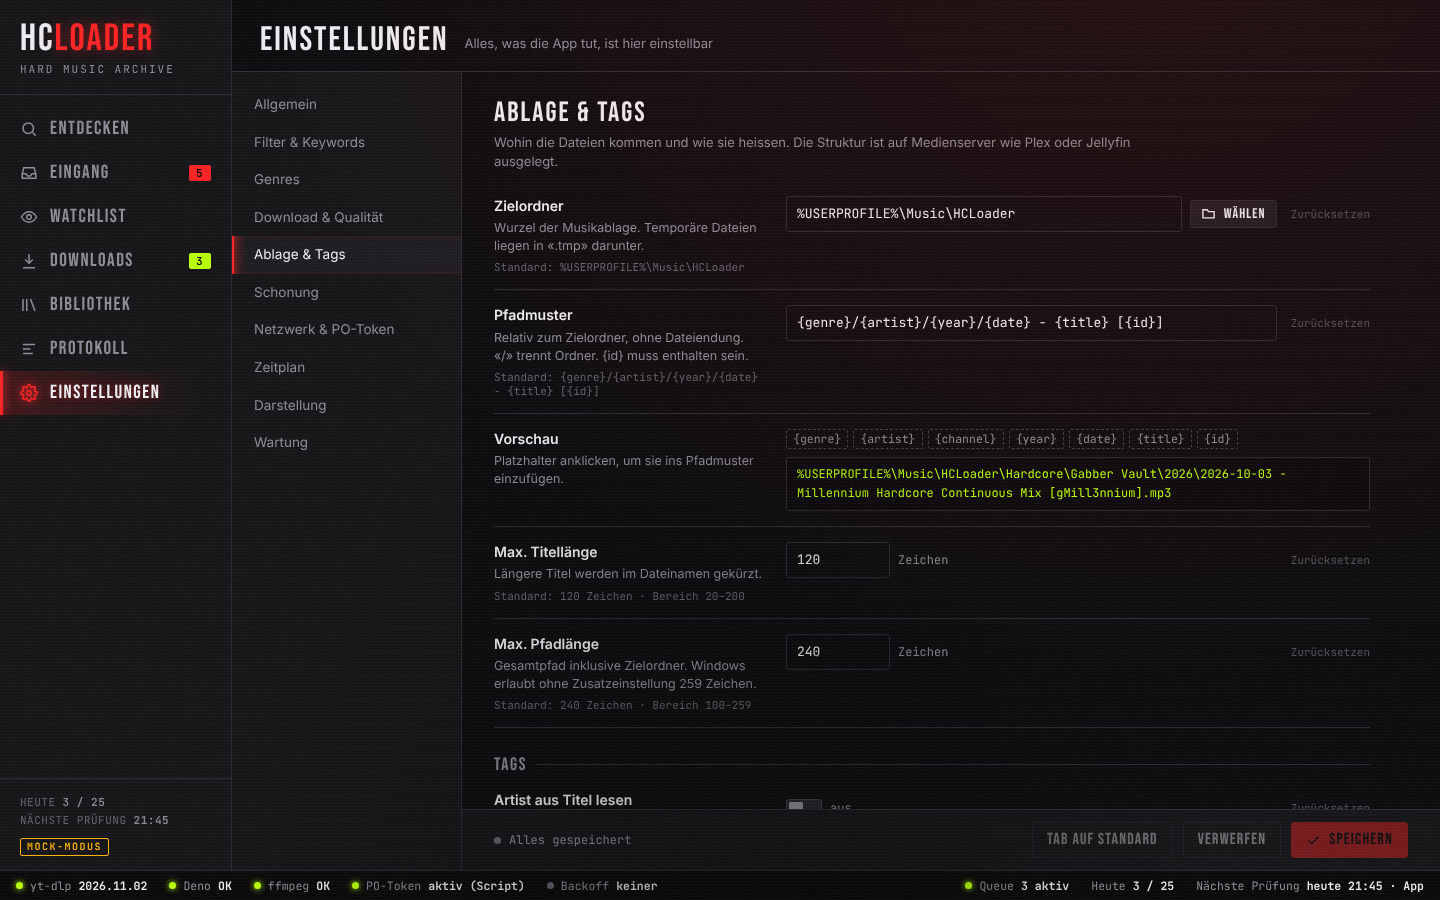 HCLOADER
HARD MUSIC ARCHIVE
ENTDECKEN
EINGANG 5
WATCHLIST
DOWNLOADS 3
BIBLIOTHEK
PROTOKOLL
EINSTELLUNGEN
HEUTE 3 / 25
NÄCHSTE PRÜFUNG 21:45
MOCK-MODUS
EINSTELLUNGEN Alles, was die App tut, ist hier einstellbar
Allgemein
Filter & Keywords
Genres
Download & Qualität
Ablage & Tags
Schonung
Netzwerk & PO-Token
Zeitplan
Darstellung
Wartung
ABLAGE & TAGS
Wohin die Dateien kommen und wie sie heissen. Die Struktur ist auf Medienserver wie Plex oder Jellyfin
ausgelegt.
Zielordner
Wurzel der Musikablage. Temporäre Dateien
liegen in «.tmp» darunter.
Standard: %USERPROFILE%\Music\HCLoader
%USERPROFILE%\Music\HCLoader WÄHLEN Zurücksetzen
Pfadmuster
Relativ zum Zielordner, ohne Dateiendung.
«/» trennt Ordner. {id} muss enthalten sein.
Standard: {genre}/{artist}/{year}/{date}
- {title} [{id}]
{genre}/{artist}/{year}/{date} - {title} [{id}] Zurücksetzen
Vorschau
Platzhalter anklicken, um sie ins Pfadmuster
einzufügen.
{genre} {artist} {channel} {year} {date} {title} {id}
%USERPROFILE%\Music\HCLoader\Hardcore\Gabber Vault\2026\2026-10-03 -
Millennium Hardcore Continuous Mix [gMill3nnium].mp3
Max. Titellänge
Längere Titel werden im Dateinamen gekürzt.
Standard: 120 Zeichen · Bereich 20–200
120 Zeichen Zurücksetzen
Max. Pfadlänge
Gesamtpfad inklusive Zielordner. Windows
erlaubt ohne Zusatzeinstellung 259 Zeichen.
Standard: 240 Zeichen · Bereich 100–259
240 Zeichen Zurücksetzen
TAGS
Artist aus Titel lesen aus Zurücksetzen
Alles gespeichert TAB AUF STANDARD VERWERFEN SPEICHERN
yt-dlp 2026.11.02 Deno OK ffmpeg OK PO-Token aktiv (Script) Backoff keiner Queue 3 aktiv Heute 3 / 25 Nächste Prüfung heute 21:45 · App